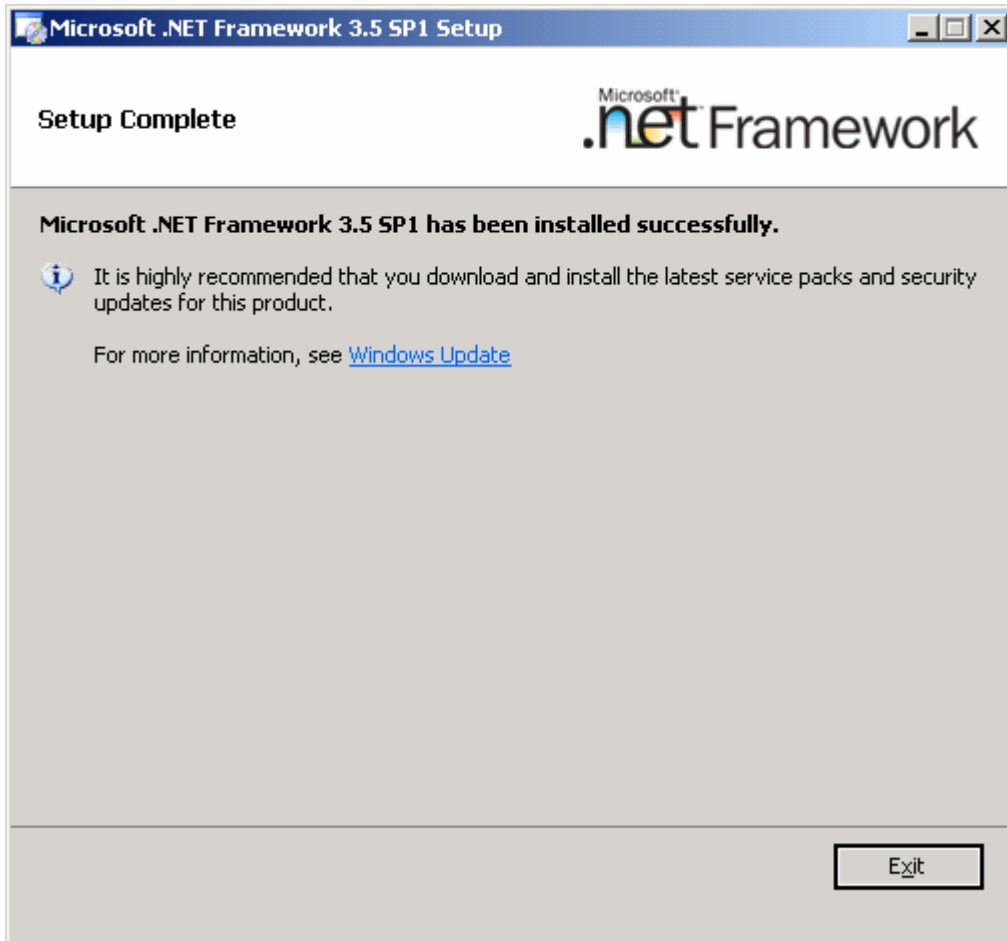 Microsoft .NET Framework 3.5 SP1 Setup
Setup Complete
Microsoft
.net Framework
Microsoft .NET Framework 3.5 SP1 has been installed successfully.
It is highly recommended that you download and install the latest service packs and security
updates for this product.
For more information, see Windows Update
Exit